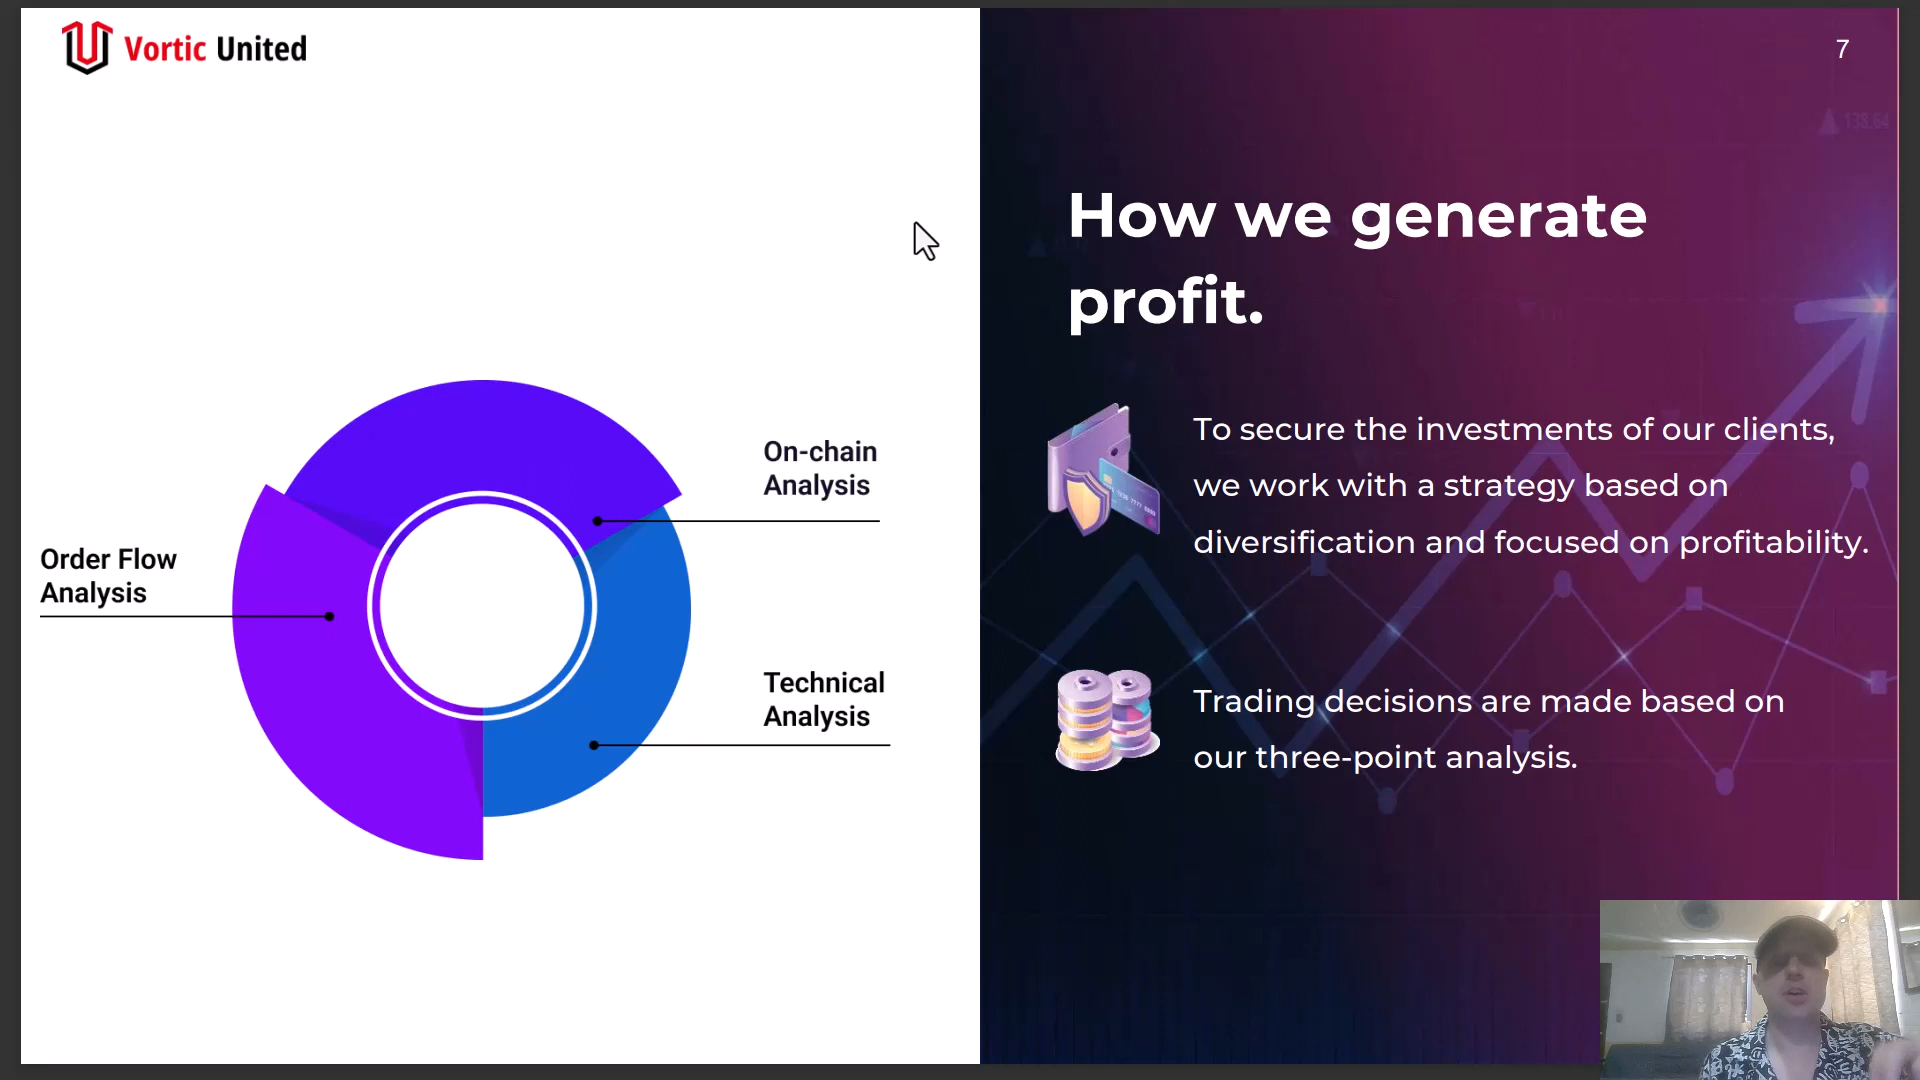 Vortic United
7
138.64
How we generate
profit.
On-chain
Analysis
Order Flow
Analysis
Technical
Analysis
To secure the investments of our clients,
we work with a strategy based on
diversification and focused on profitability.
Trading decisions are made based on
our three-point analysis.